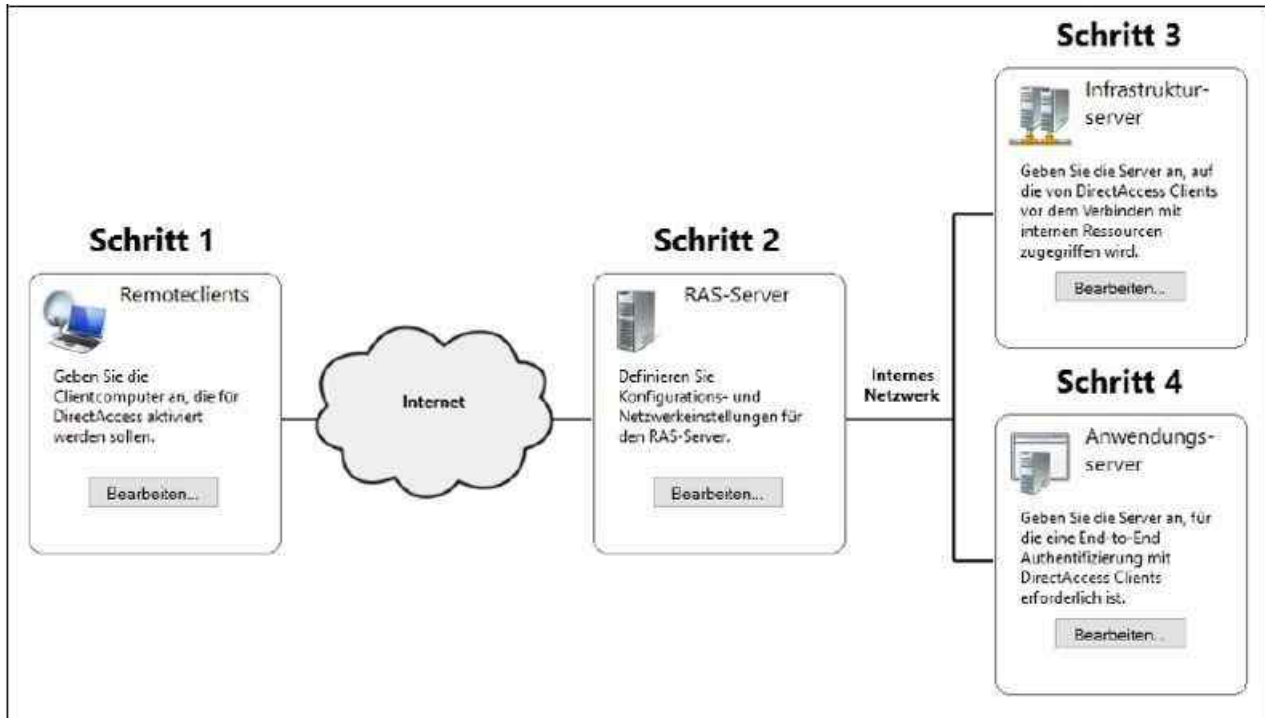 Schritt 1
Remoteclients
Geben Sie die
Clientcomputer an, die für
DirectAccess aktiviert
werden sollen.
Bearbeiten...
Internet
Schritt 2
RAS-Server
Definieren Sie
Konfigurations- und
Netzwerkeinstellungen für
den RAS-Server.
Bearbeiten...
Internes
Netzwerk
Schritt 3
Infrastruktur-
server
Geben Sie die Server an, auf
die von DirectAccess Clients
vor dem Verbinden mit
internen Ressourcen
zugegriffen wird.
Bearbeiten...
Schritt 4
Anwendungs-
server
Geben Sie die Server an, für
die eine End-to-End
Authentifizierung mit
DirectAccess Clients
erforderlich ist.
Bearbeiten...